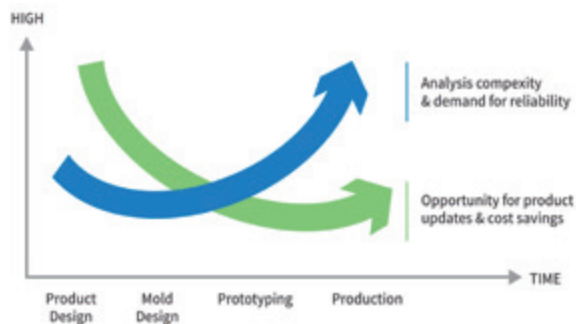 HIGH
Analysis compexity
& demand for reliability
Opportunity for product
updates & cost savings
TIME
Product
Design
Mold
Design
Prototyping
Production